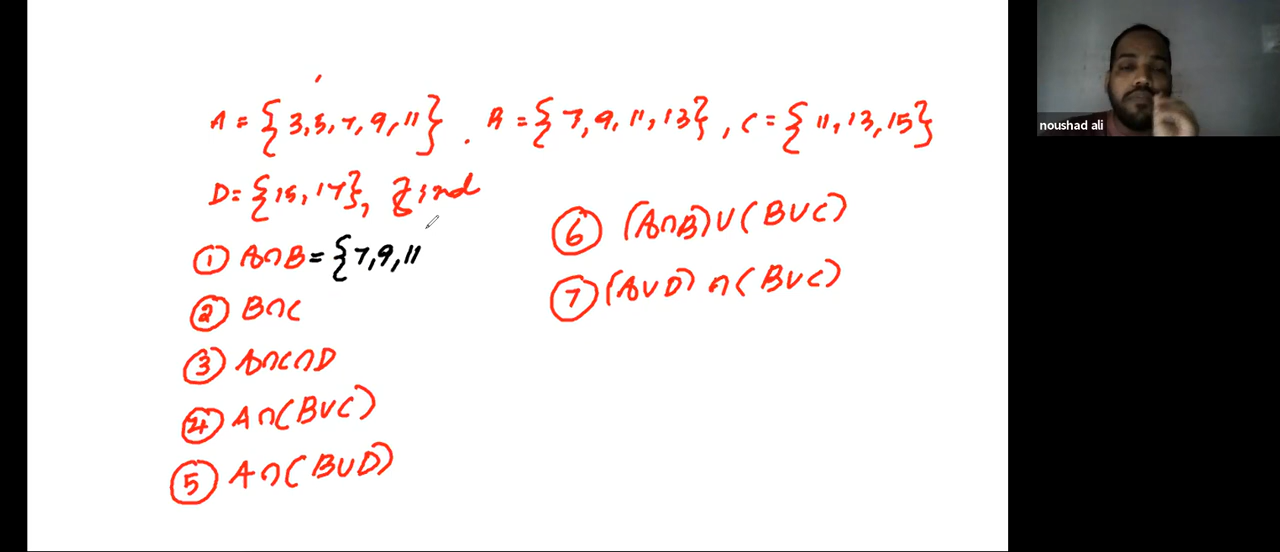 A = {3,5,7,9,11}, B = {7,9,11,13}, C = {11,13,15}
D = {15,17}, find
① A∩B = {7,9,11
② B∩C
③ A∩C∩D
④ A∩(B∪C)
⑤ A∩(B∪D)
⑥ (A∩B)∪(B∪C)
⑦ (A∪D)∩(B∪C)
noushad ali